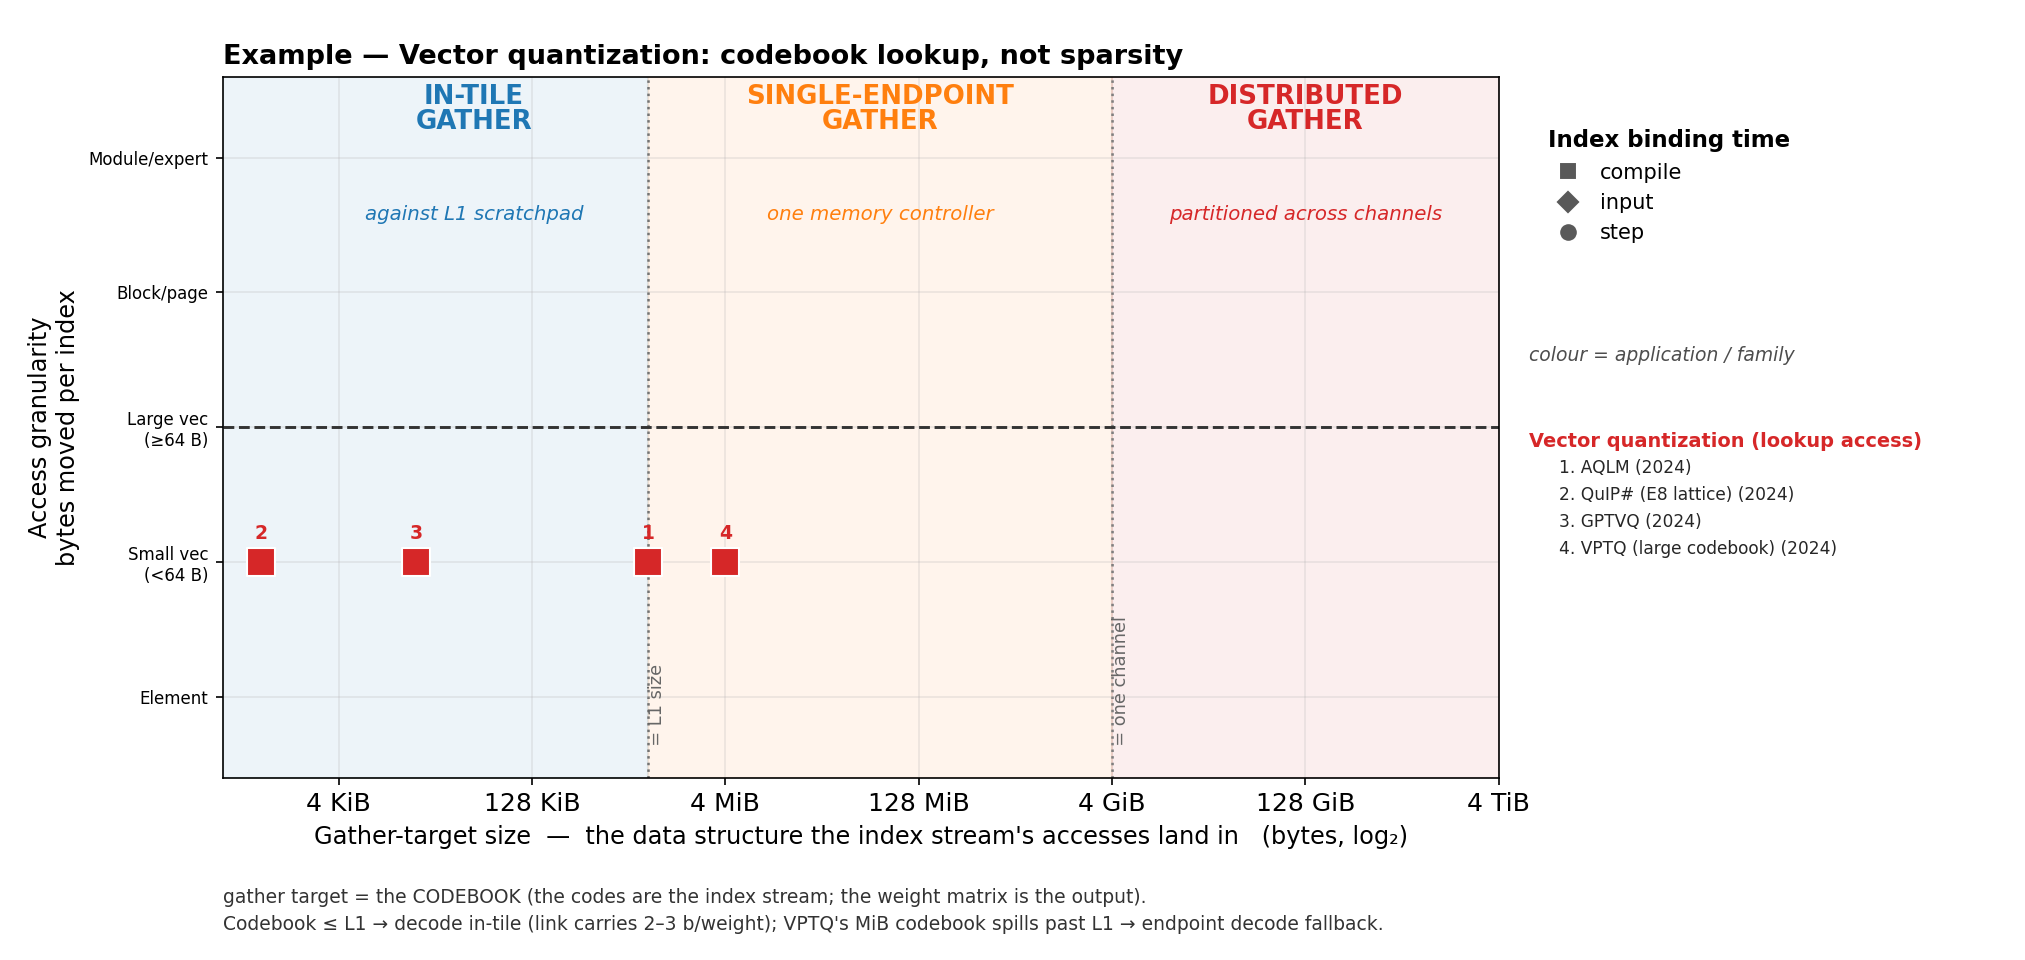 Example — Vector quantization: codebook lookup, not sparsity
IN-TILE
GATHER
SINGLE-ENDPOINT
GATHER
DISTRIBUTED
GATHER
against L1 scratchpad
one memory controller
partitioned across channels
Access granularity
bytes moved per index
Module/expert
Block/page
Large vec
(≥64 B)
Small vec
(<64 B)
Element
2
3
1
4
= L1 size
= one channel
4 KiB
128 KiB
4 MiB
128 MiB
4 GiB
128 GiB
4 TiB
Gather-target size — the data structure the index stream's accesses land in (bytes, log₂)
Index binding time
compile
input
step
colour = application / family
Vector quantization (lookup access)
1. AQLM (2024)
2. QuIP# (E8 lattice) (2024)
3. GPTVQ (2024)
4. VPTQ (large codebook) (2024)
gather target = the CODEBOOK (the codes are the index stream; the weight matrix is the output).
Codebook ≤ L1 → decode in-tile (link carries 2–3 b/weight); VPTQ's MiB codebook spills past L1 → endpoint decode fallback.